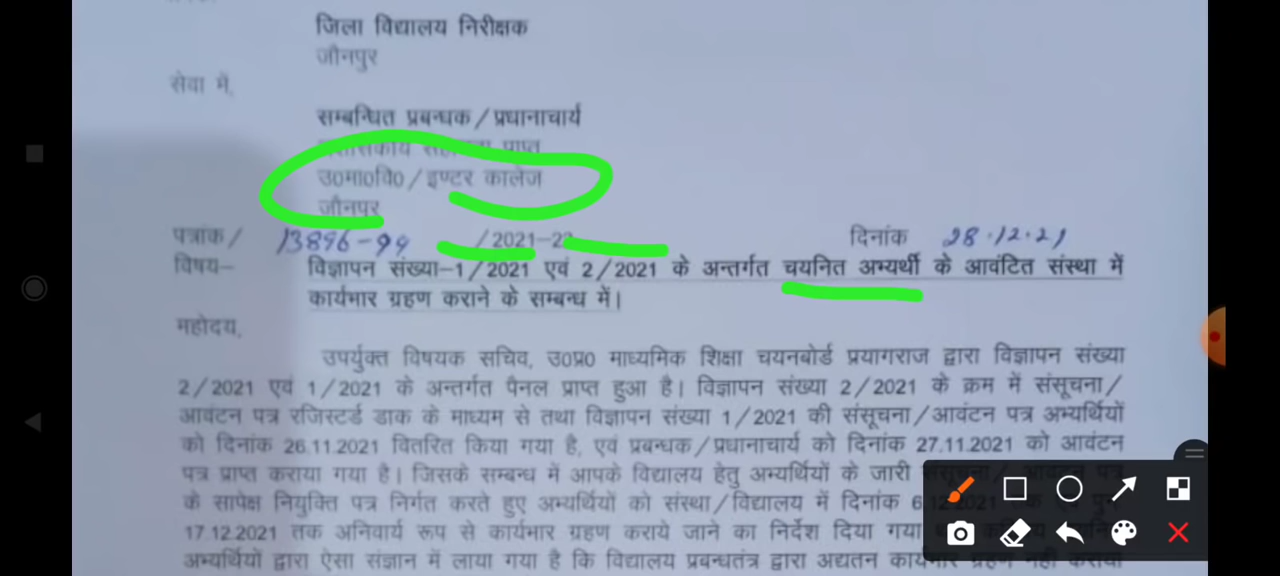 जिला विद्यालय निरीक्षक
जौनपुर
सेवा में,
सम्बन्धित प्रबन्धक/प्रधानाचार्य
प्राप्त
उ0मा0वि0/इण्टर कालेज
जौनपुर
पत्रांक/ 13896-99 /2021-22 दिनांक 28.12.21
विषय– विज्ञापन संख्या–1/2021 एवं 2/2021 के अन्तर्गत चयनित अभ्यर्थी के आवंटित संस्था में
कार्यभार ग्रहण कराने के सम्बन्ध में।
महोदय,
उपर्युक्त विषयक सचिव, उ0प्र0 माध्यमिक शिक्षा चयनबोर्ड प्रयागराज द्वारा विज्ञापन संख्या
2/2021 एवं 1/2021 के अन्तर्गत पैनल प्राप्त हुआ है। विज्ञापन संख्या 2/2021 के क्रम में संसूचना/
आवंटन पत्र रजिस्टर्ड डाक के माध्यम से तथा विज्ञापन संख्या 1/2021 की संसूचना/आवंटन पत्र अभ्यर्थियों
को दिनांक 26.11.2021 वितरित किया गया है, एवं प्रबन्धक/प्रधानाचार्य को दिनांक 27.11.2021 को आवंटन
पत्र प्राप्त कराया गया है। जिसके सम्बन्ध में आपके विद्यालय हेतु अभ्यर्थियों के जारी
के सापेक्ष नियुक्ति पत्र निर्गत करते हुए अभ्यर्थियों को संस्था/विद्यालय में दिनांक
17.12.2021 तक अनिवार्य रूप से कार्यभार ग्रहण कराये जाने का निर्देश दिया गया
अभ्यर्थियों द्वारा ऐसा संज्ञान में लाया गया है कि विद्यालय प्रबन्धतंत्र द्वारा अद्यतन